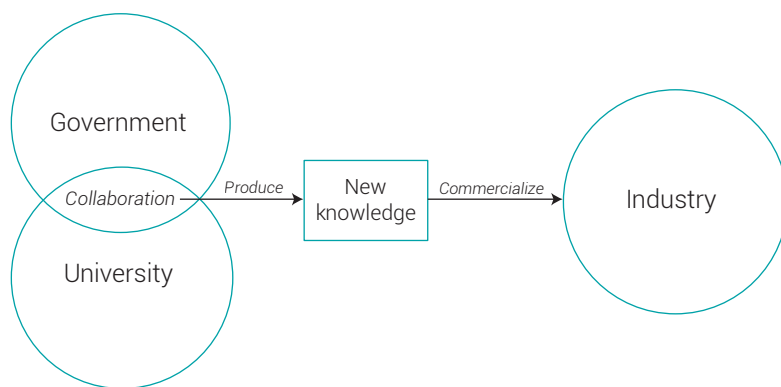 Government
Collaboration
University
Produce
New
knowledge
Commercialize
Industry